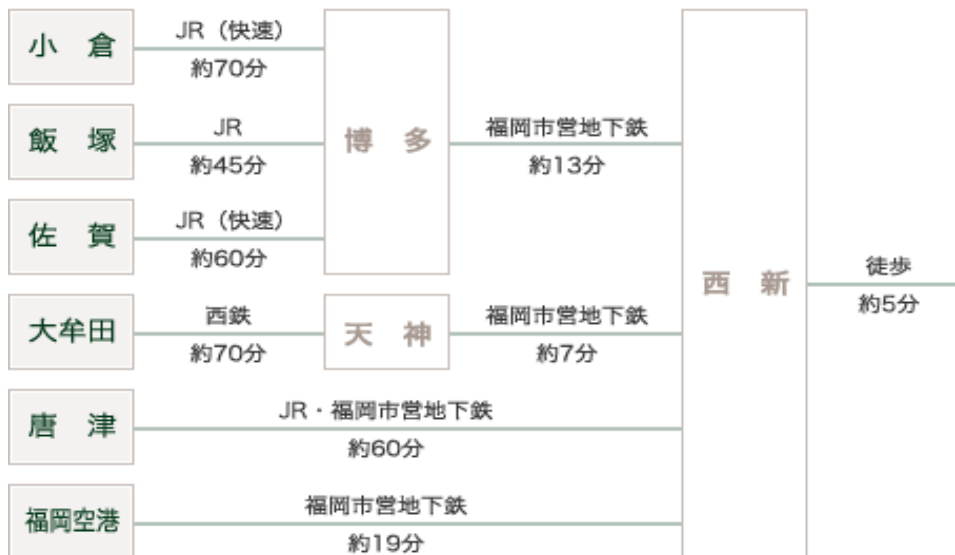 小　倉
JR（快速）
約70分
飯　塚
JR
約45分
博　多
福岡市営地下鉄
約13分
佐　賀
JR（快速）
約60分
大牟田
西鉄
約70分
天　神
福岡市営地下鉄
約7分
唐　津
JR・福岡市営地下鉄
約60分
福岡空港
福岡市営地下鉄
約19分
西　新
徒歩
約5分